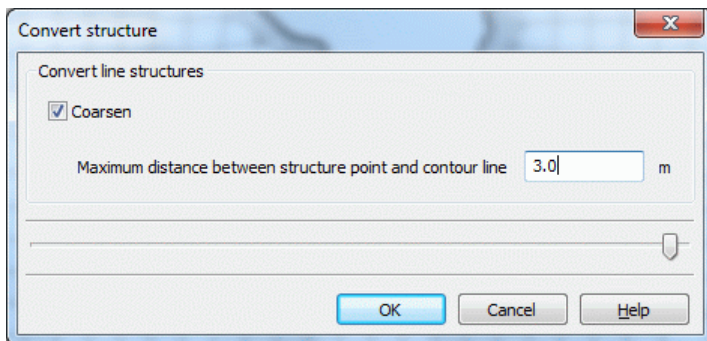 Convert structure
Convert line structures
Coarsen
Maximum distance between structure point and contour line 3.0 m
OK Cancel Help